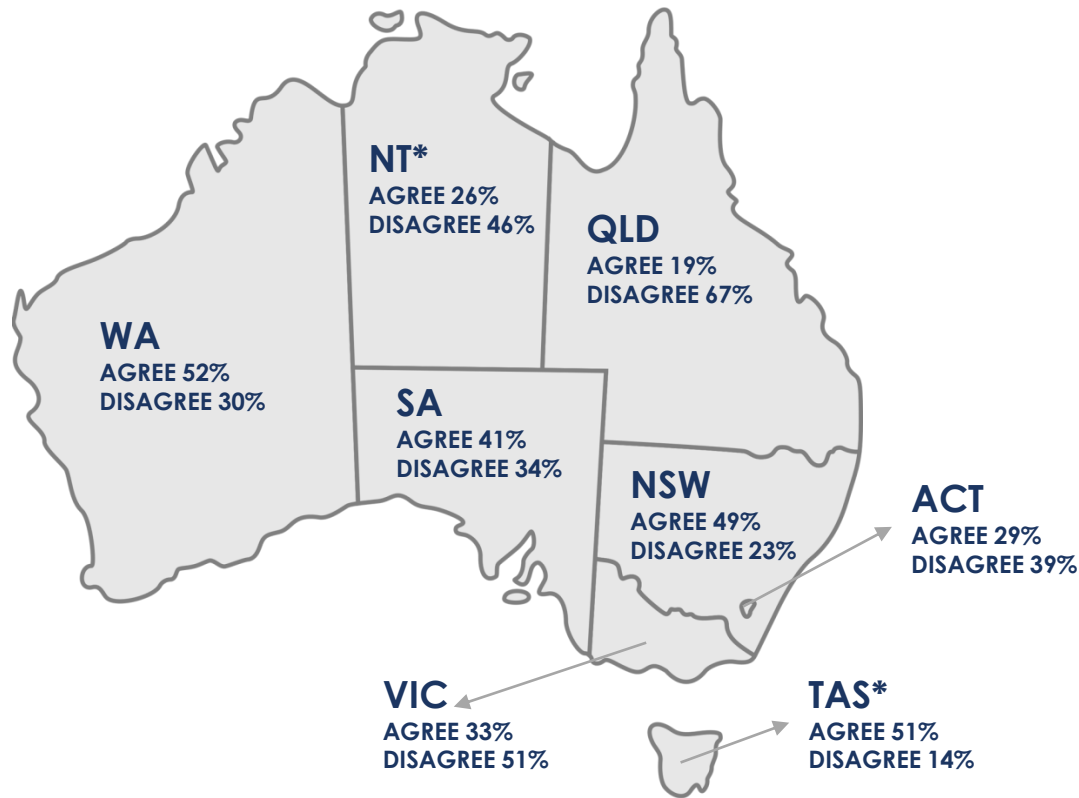 NT*
AGREE 26%
DISAGREE 46%
QLD
AGREE 19%
DISAGREE 67%
WA
AGREE 52%
DISAGREE 30%
SA
AGREE 41%
DISAGREE 34%
NSW
AGREE 49%
DISAGREE 23%
ACT
AGREE 29%
DISAGREE 39%
VIC
AGREE 33%
DISAGREE 51%
TAS*
AGREE 51%
DISAGREE 14%